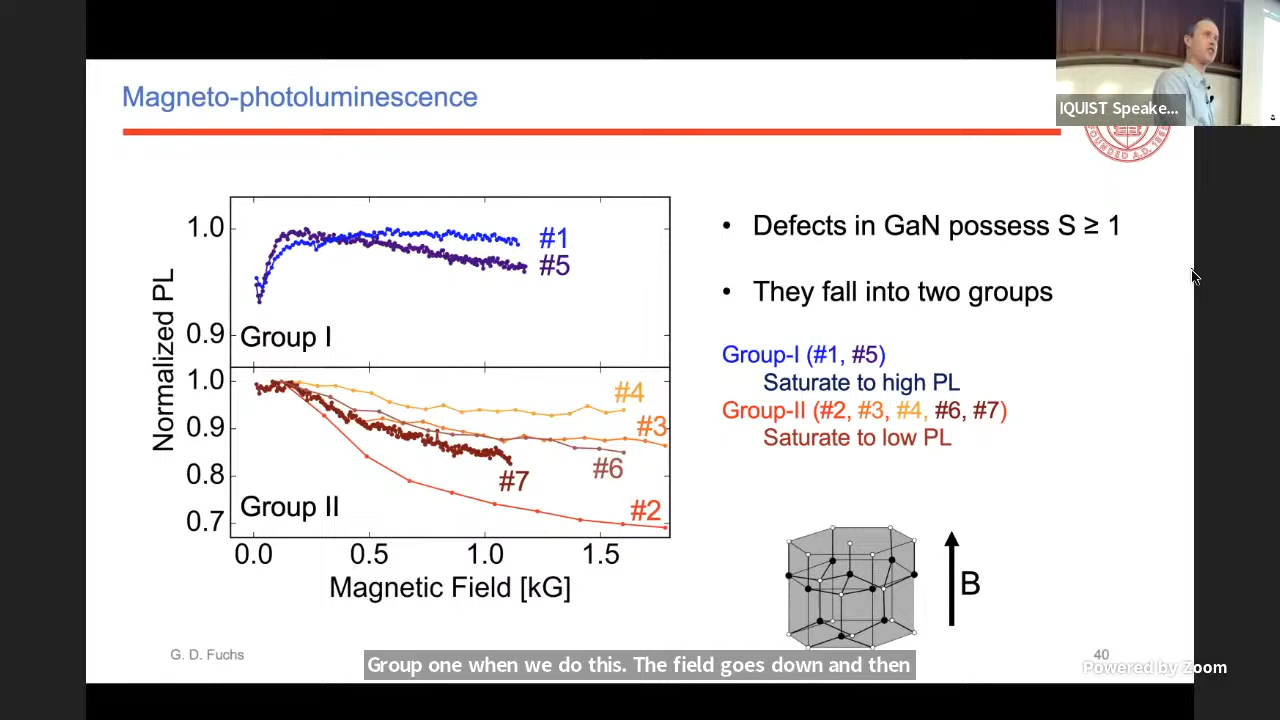 Magneto-photoluminescence
IQUIST Speake...
FOUNDED A.D. 186
1.0
#1
#5
0.9
Group I
Normalized PL
1.0
#4
0.9
#3
0.8
#6
#7
Group II
#2
0.7
0.0
0.5
1.0
1.5
Magnetic Field [kG]
• Defects in GaN possess S ≥ 1
• They fall into two groups
Group-I (#1, #5)
Saturate to high PL
Group-II (#2, #3, #4, #6, #7)
Saturate to low PL
B
G. D. Fuchs
Group one when we do this. The field goes down and then
40
Powered by Zoom